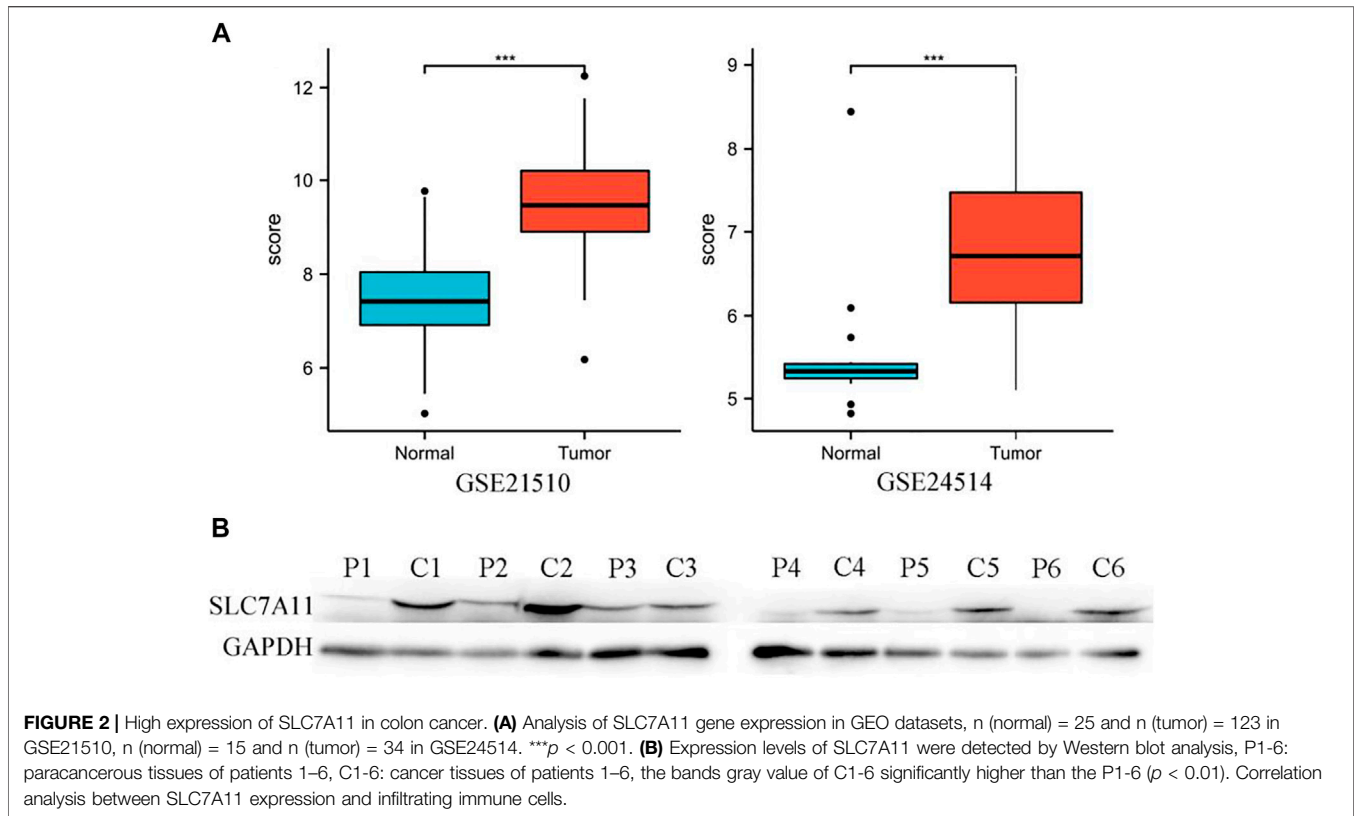 A
***
12
10
8
6
score
Normal Tumor
GSE21510
***
9
8
7
6
5
score
Normal Tumor
GSE24514
B
P1 C1 P2 C2 P3 C3 P4 C4 P5 C5 P6 C6
SLC7A11
GAPDH
FIGURE 2 | High expression of SLC7A11 in colon cancer. (A) Analysis of SLC7A11 gene expression in GEO datasets, n (normal) = 25 and n (tumor) = 123 in
GSE21510, n (normal) = 15 and n (tumor) = 34 in GSE24514. ***p < 0.001. (B) Expression levels of SLC7A11 were detected by Western blot analysis, P1-6:
paracancerous tissues of patients 1–6, C1-6: cancer tissues of patients 1–6, the bands gray value of C1-6 significantly higher than the P1-6 (p < 0.01). Correlation
analysis between SLC7A11 expression and infiltrating immune cells.